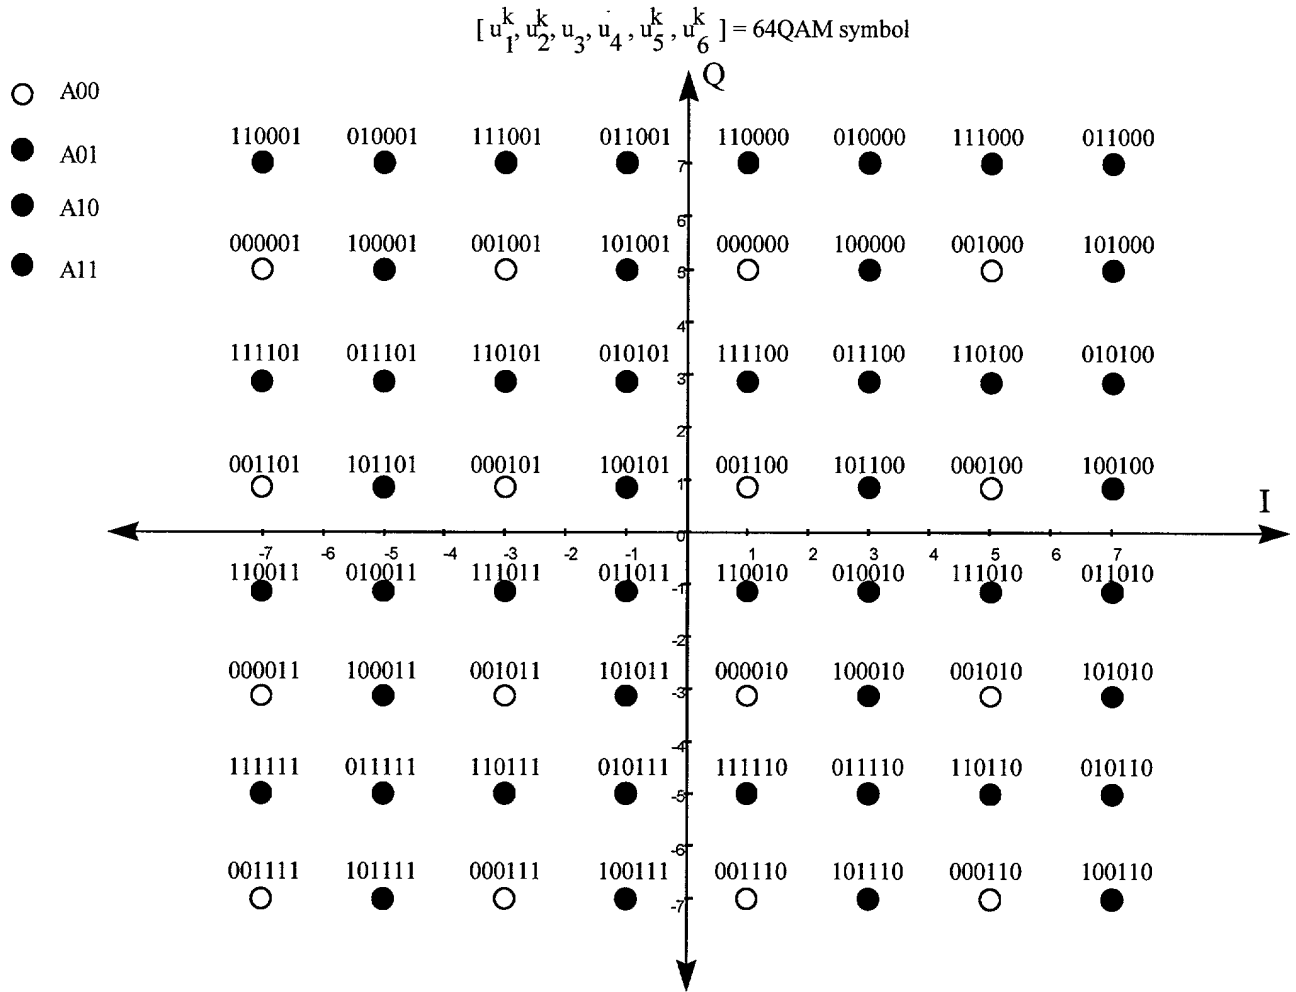 [ u₁ᵏ, u₂ᵏ, u₃, u₄, u₅ᵏ, u₆ᵏ ] = 64QAM symbol
Q
A00
A01
A10
A11
110001 010001 111001 011001 110000 010000 111000 011000
7
6
000001 100001 001001 101001 000000 100000 001000 101000
5
4
111101 011101 110101 010101 111100 011100 110100 010100
3
2
001101 101101 000101 100101 001100 101100 000100 100100
1
I
0
-7 -6 -5 -4 -3 -2 -1 1 2 3 4 5 6 7
110011 010011 111011 011011 110010 010010 111010 011010
-1
-2
000011 100011 001011 101011 000010 100010 001010 101010
-3
-4
111111 011111 110111 010111 111110 011110 110110 010110
-5
-6
001111 101111 000111 100111 001110 101110 000110 100110
-7